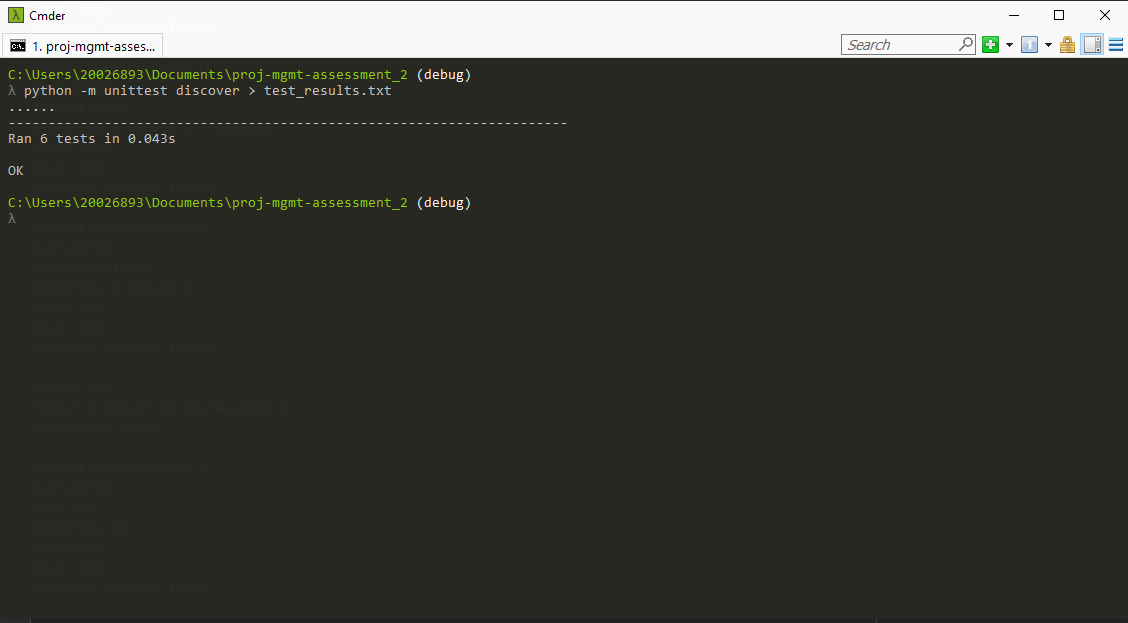 Cmder
1. proj-mgmt-asses...
Search
C:\Users\20026893\Documents\proj-mgmt-assessment_2 (debug)
λ python -m unittest discover > test_results.txt
......
----------------------------------------------------------------------
Ran 6 tests in 0.043s
OK
C:\Users\20026893\Documents\proj-mgmt-assessment_2 (debug)
λ